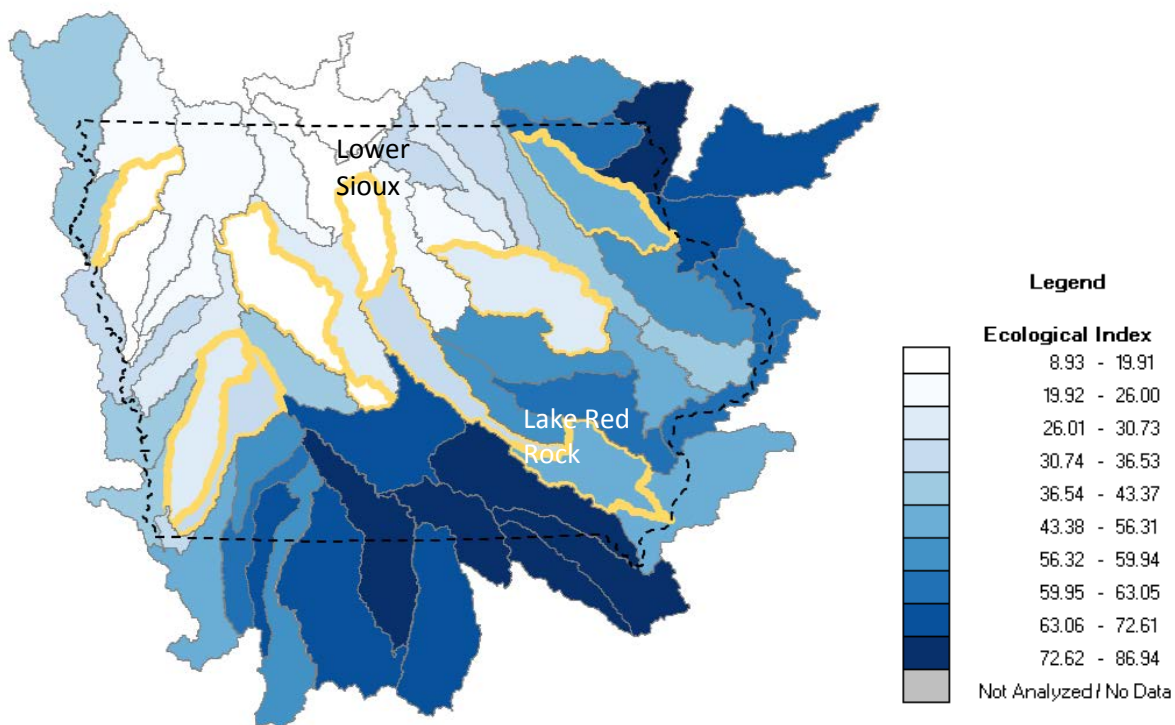 Lower
Sioux
Lake Red
Rock
Legend
Ecological Index
8.93 - 19.91
19.92 - 26.00
26.01 - 30.73
30.74 - 36.53
36.54 - 43.37
43.38 - 56.31
56.32 - 59.94
59.95 - 63.05
63.06 - 72.61
72.62 - 86.94
Not Analyzed / No Data